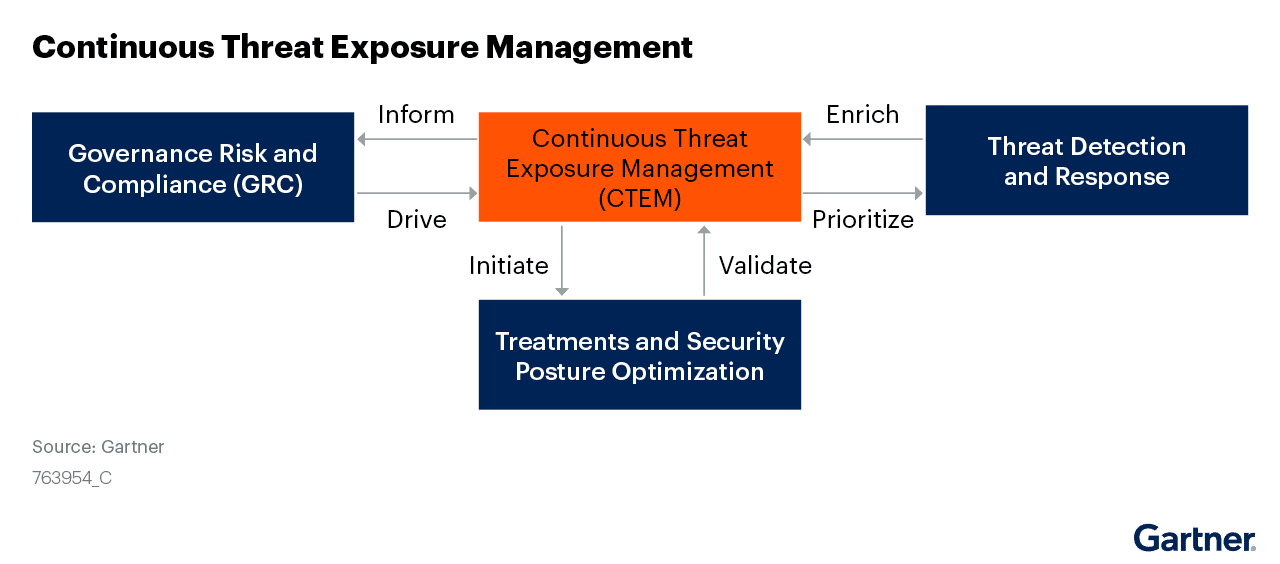 Continuous Threat Exposure Management
Inform
Enrich
Governance Risk and
Compliance (GRC)
Continuous Threat
Exposure Management
(CTEM)
Threat Detection
and Response
Drive
Prioritize
Initiate
Validate
Treatments and Security
Posture Optimization
Source: Gartner
763954_C
Gartner.